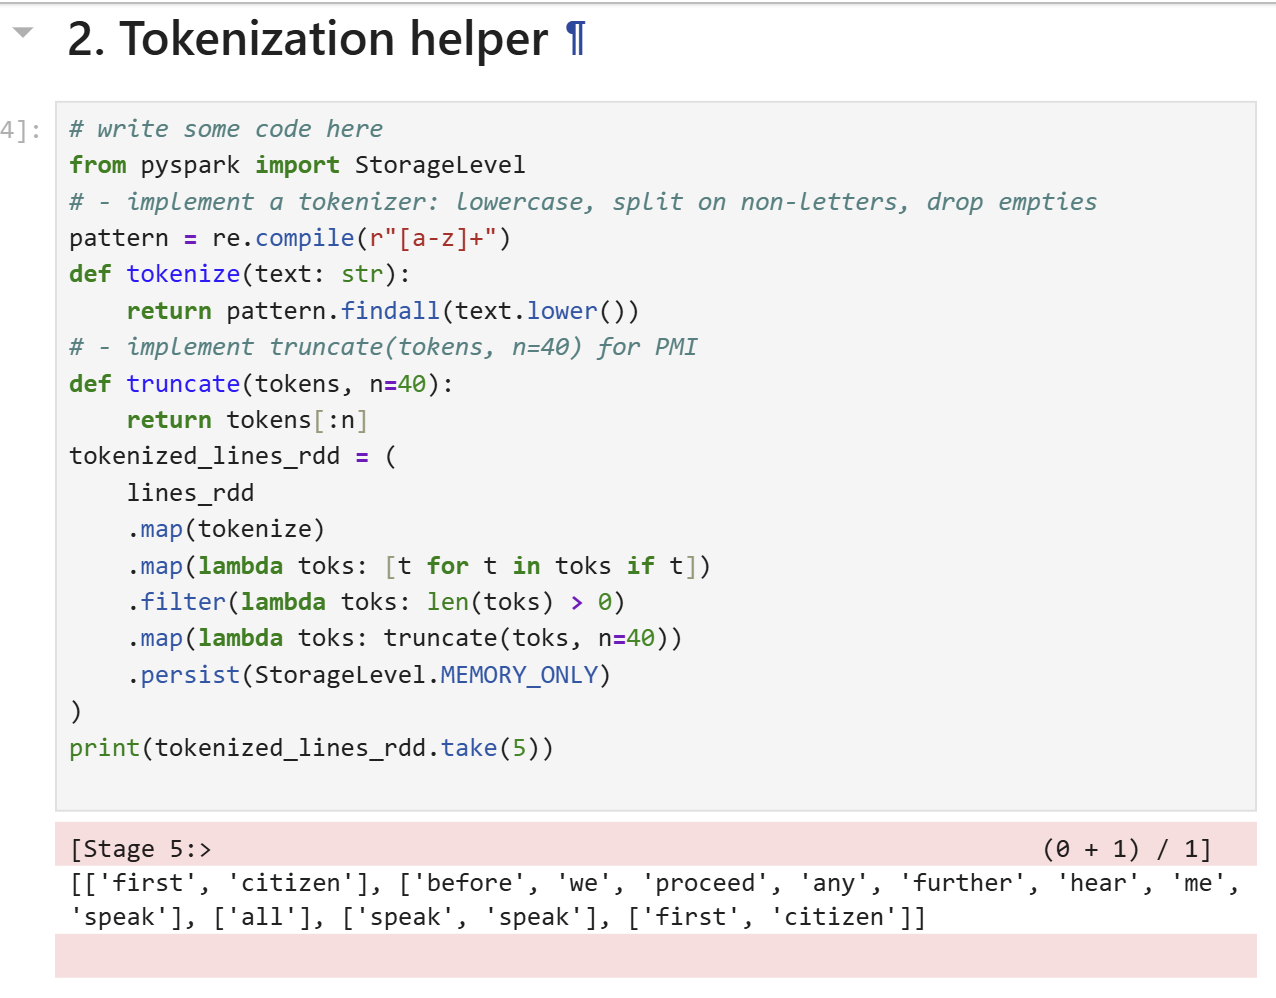 2. Tokenization helper ¶
4]:
# write some code here
from pyspark import StorageLevel
# - implement a tokenizer: lowercase, split on non-letters, drop empties
pattern = re.compile(r"[a-z]+")
def tokenize(text: str):
    return pattern.findall(text.lower())
# - implement truncate(tokens, n=40) for PMI
def truncate(tokens, n=40):
    return tokens[:n]
tokenized_lines_rdd = (
    lines_rdd
    .map(tokenize)
    .map(lambda toks: [t for t in toks if t])
    .filter(lambda toks: len(toks) > 0)
    .map(lambda toks: truncate(toks, n=40))
    .persist(StorageLevel.MEMORY_ONLY)
)
print(tokenized_lines_rdd.take(5))
[Stage 5:> (0 + 1) / 1]
[['first', 'citizen'], ['before', 'we', 'proceed', 'any', 'further', 'hear', 'me',
'speak'], ['all'], ['speak', 'speak'], ['first', 'citizen']]